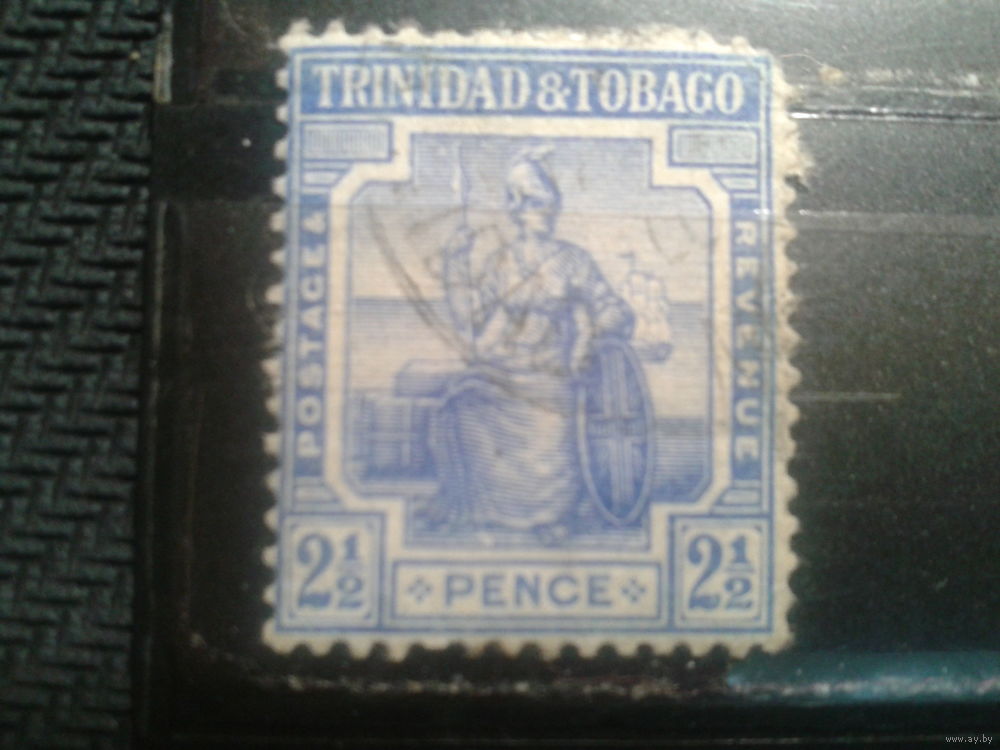 TRINIDAD & TOBAGO
POSTAGE &
REVENUE
2½
PENCE
2½
www.ay.by